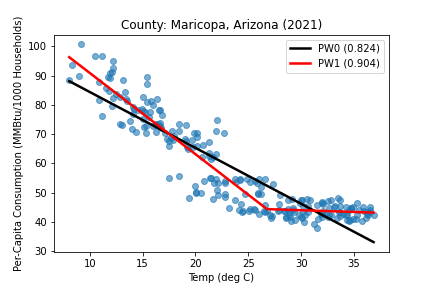 County: Maricopa, Arizona (2021)
PW0 (0.824)
PW1 (0.904)
Per-Capita Consumption (MMBtu/1000 Households)
100
90
80
70
60
50
40
30
10
15
20
25
30
35
Temp (deg C)